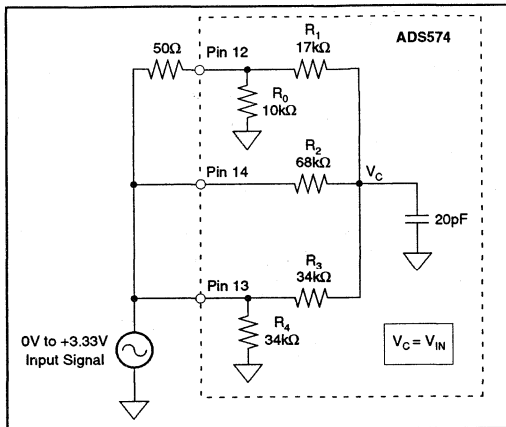 ADS574
50Ω
Pin 12
R1
17kΩ
R0
10kΩ
Pin 14
R2
68kΩ
VC
20pF
Pin 13
R3
34kΩ
R4
34kΩ
0V to +3.33V
Input Signal
VC = VIN